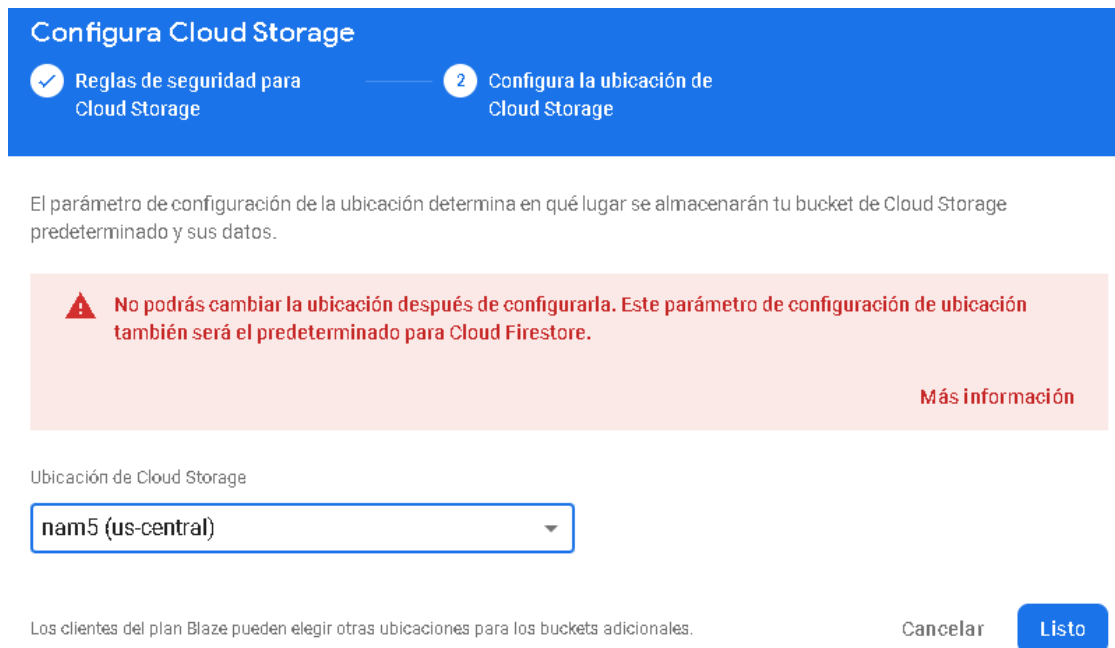 Configura Cloud Storage
Reglas de seguridad para
Cloud Storage
2 Configura la ubicación de
Cloud Storage
El parámetro de configuración de la ubicación determina en qué lugar se almacenarán tu bucket de Cloud Storage
predeterminado y sus datos.
No podrás cambiar la ubicación después de configurarla. Este parámetro de configuración de ubicación
también será el predeterminado para Cloud Firestore.
Más información
Ubicación de Cloud Storage
nam5 (us-central)
Los clientes del plan Blaze pueden elegir otras ubicaciones para los buckets adicionales.
Cancelar
Listo